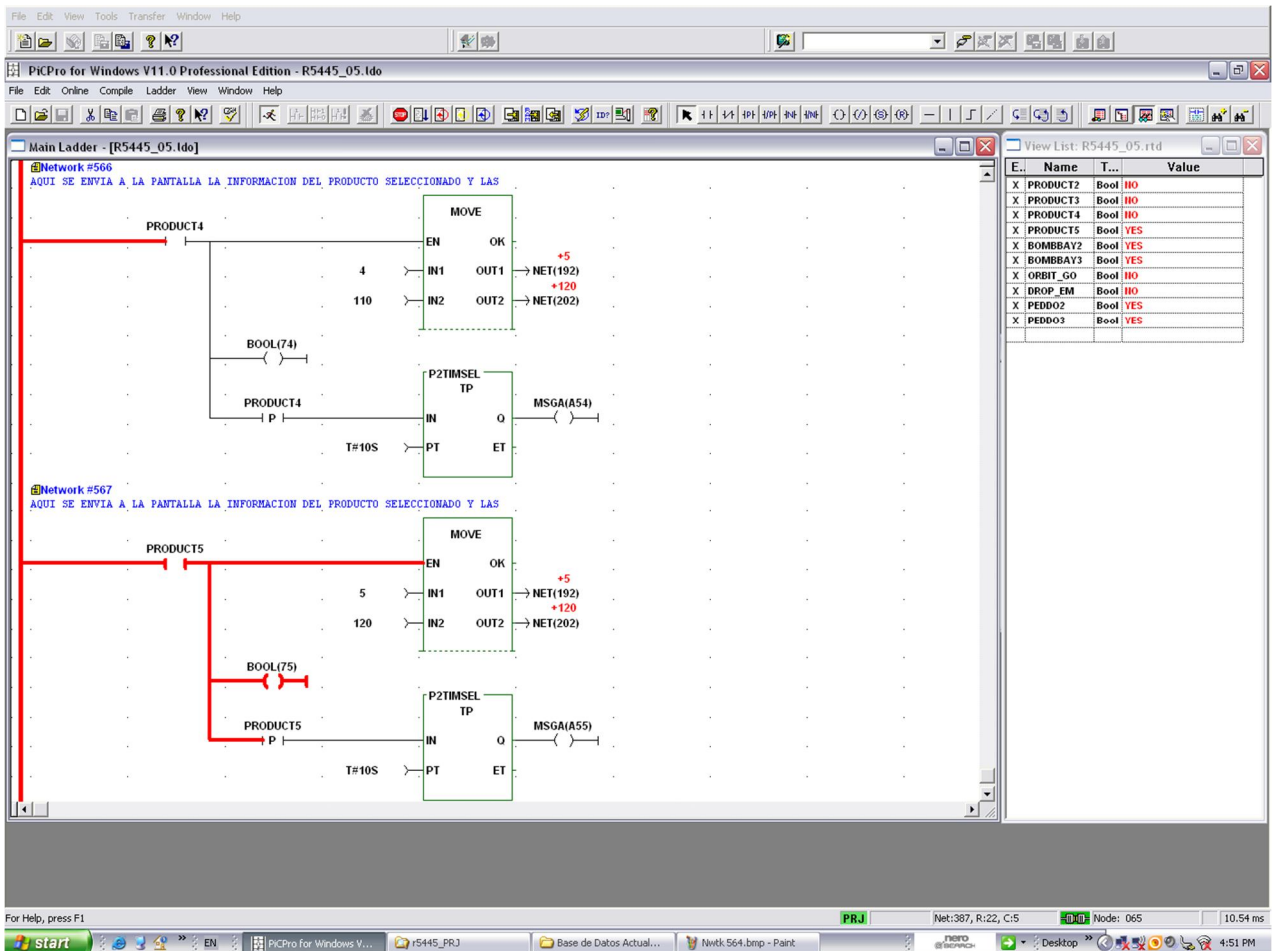 File Edit View Tools Transfer Window Help
PiCPro for Windows V11.0 Professional Edition - R5445_05.ldo
File Edit Online Compile Ladder View Window Help
Main Ladder - [R5445_05.ldo]
Network #566
AQUI SE ENVIA A LA PANTALLA LA INFORMACION DEL PRODUCTO SELECCIONADO Y LAS
MOVE
PRODUCT4
EN OK
+5
4 IN1 OUT1 NET(192)
+120
110 IN2 OUT2 NET(202)
BOOL(74)
P2TIMSEL
TP
PRODUCT4 MSGA(A54)
P IN Q
T#10S PT ET
Network #567
AQUI SE ENVIA A LA PANTALLA LA INFORMACION DEL PRODUCTO SELECCIONADO Y LAS
MOVE
PRODUCT5
EN OK
+5
5 IN1 OUT1 NET(192)
+120
120 IN2 OUT2 NET(202)
BOOL(75)
P2TIMSEL
TP
PRODUCT5 MSGA(A55)
P IN Q
T#10S PT ET
View List: R5445_05.rtd
E.. Name T... Value
X PRODUCT2 Bool NO
X PRODUCT3 Bool NO
X PRODUCT4 Bool NO
X PRODUCT5 Bool YES
X BOMBBAY2 Bool YES
X BOMBBAY3 Bool YES
X ORBIT_GO Bool NO
X DROP_EM Bool NO
X PEDDO2 Bool YES
X PEDDO3 Bool YES
For Help, press F1
PRJ
Net:387, R:22, C:5
Node: 065
10.54 ms
start
EN
PiCPro for Windows V...
r5445_PRJ
Base de Datos Actual...
Nwtk 564.bmp - Paint
nero
Desktop
4:51 PM